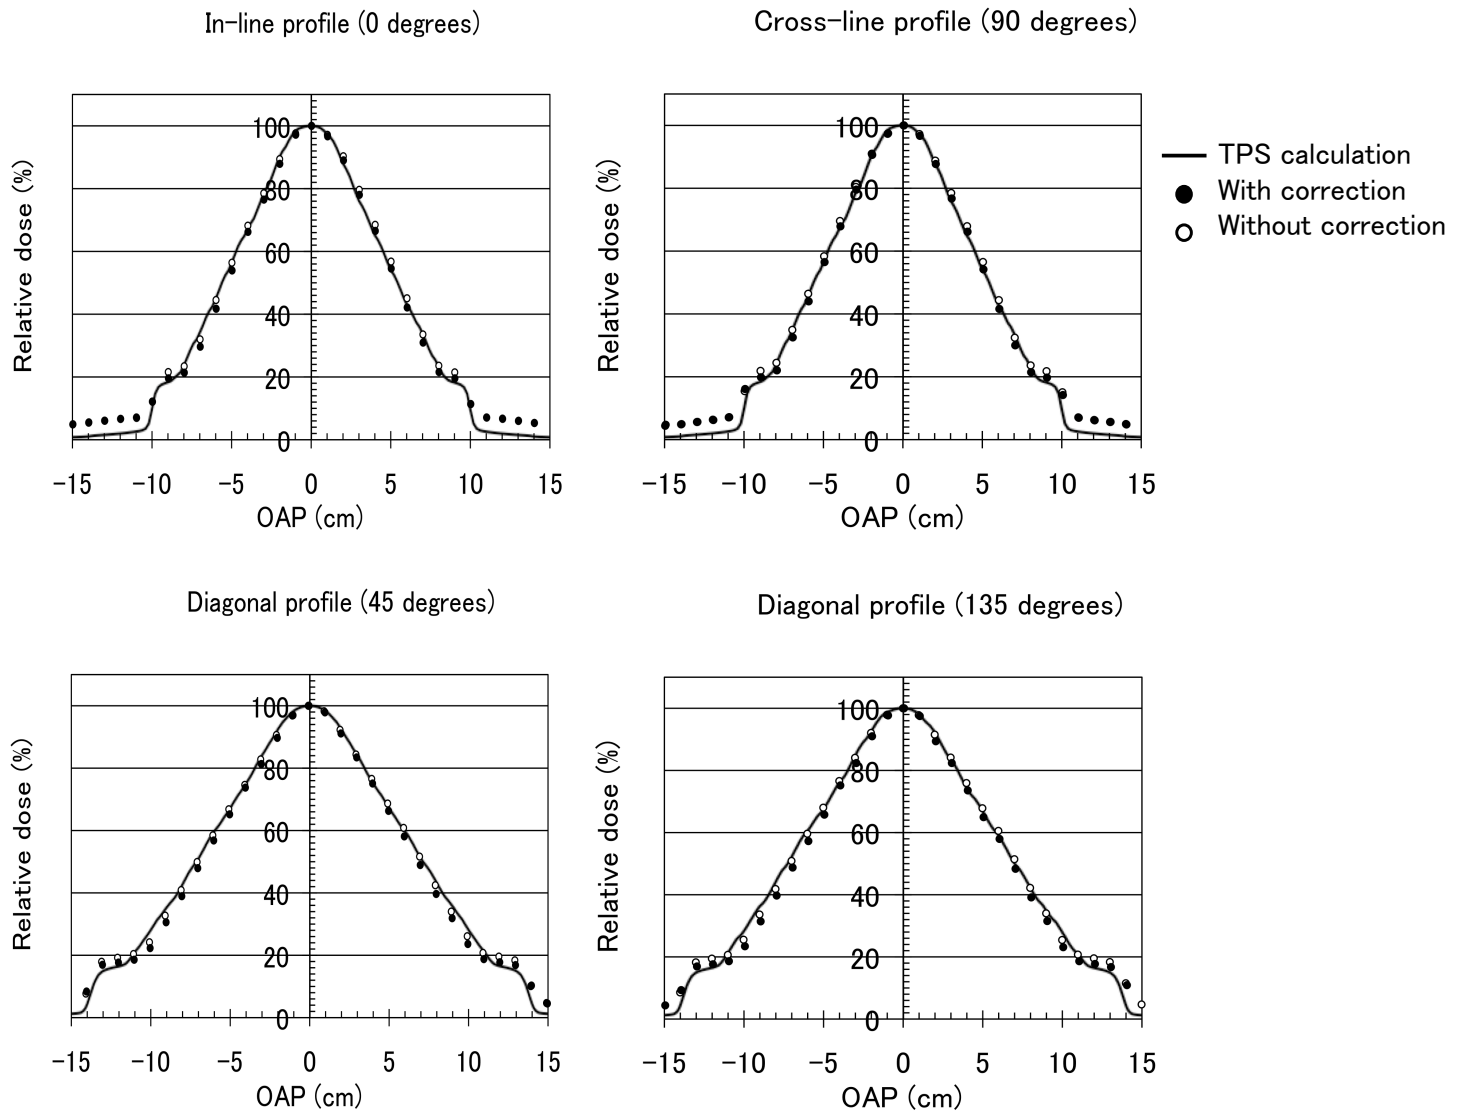 In-line profile (0 degrees)
Cross-line profile (90 degrees)
Relative dose (%)
100
80
60
40
20
0
-15 -10 -5 0 5 10 15
OAP (cm)
Relative dose (%)
100
80
60
40
20
0
-15 -10 -5 0 5 10 15
OAP (cm)
TPS calculation
With correction
Without correction
Diagonal profile (45 degrees)
Diagonal profile (135 degrees)
Relative dose (%)
100
80
60
40
20
0
-15 -10 -5 0 5 10 15
OAP (cm)
Relative dose (%)
100
80
60
40
20
0
-15 -10 -5 0 5 10 15
OAP (cm)